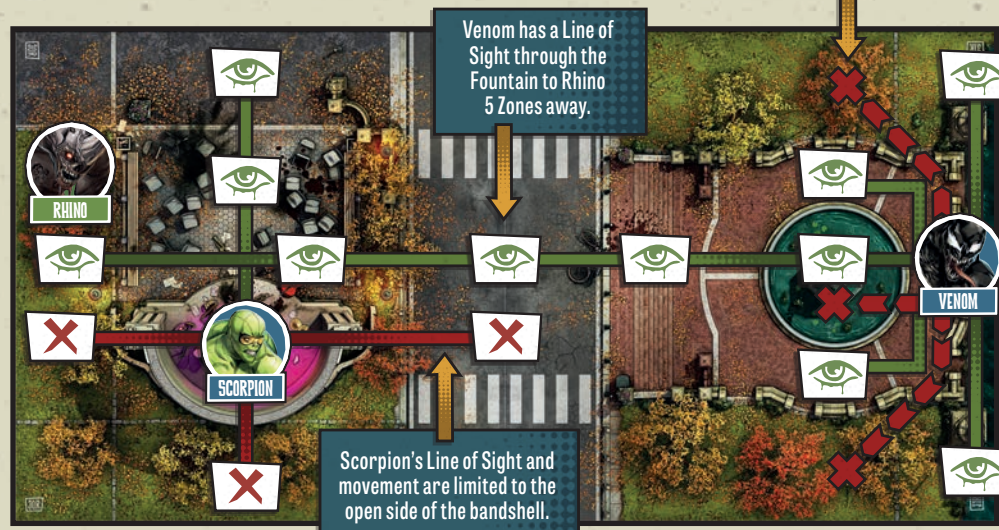 Venom has a Line of
Sight through the
Fountain to Rhino
5 Zones away.
RHINO
VENOM
SCORPION
Scorpion's Line of Sight and
movement are limited to the
open side of the bandshell.